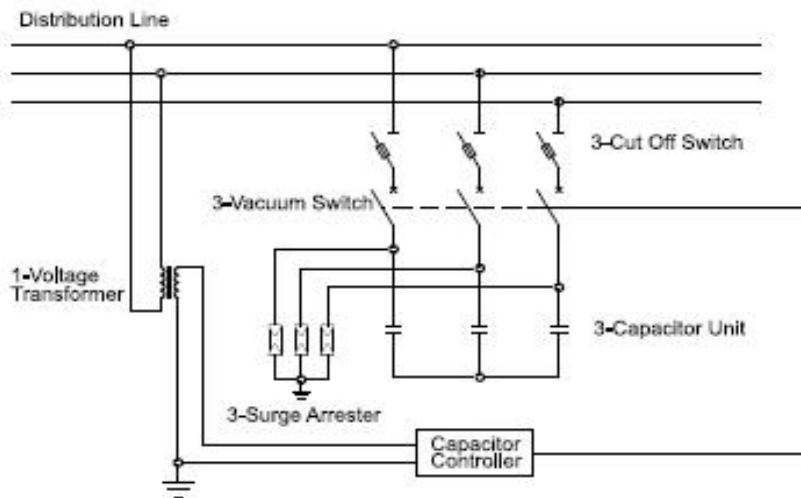 Distribution Line
3-Cut Off Switch
3-Vacuum Switch
1-Voltage
Transformer
3-Capacitor Unit
3-Surge Arrester
Capacitor
Controller